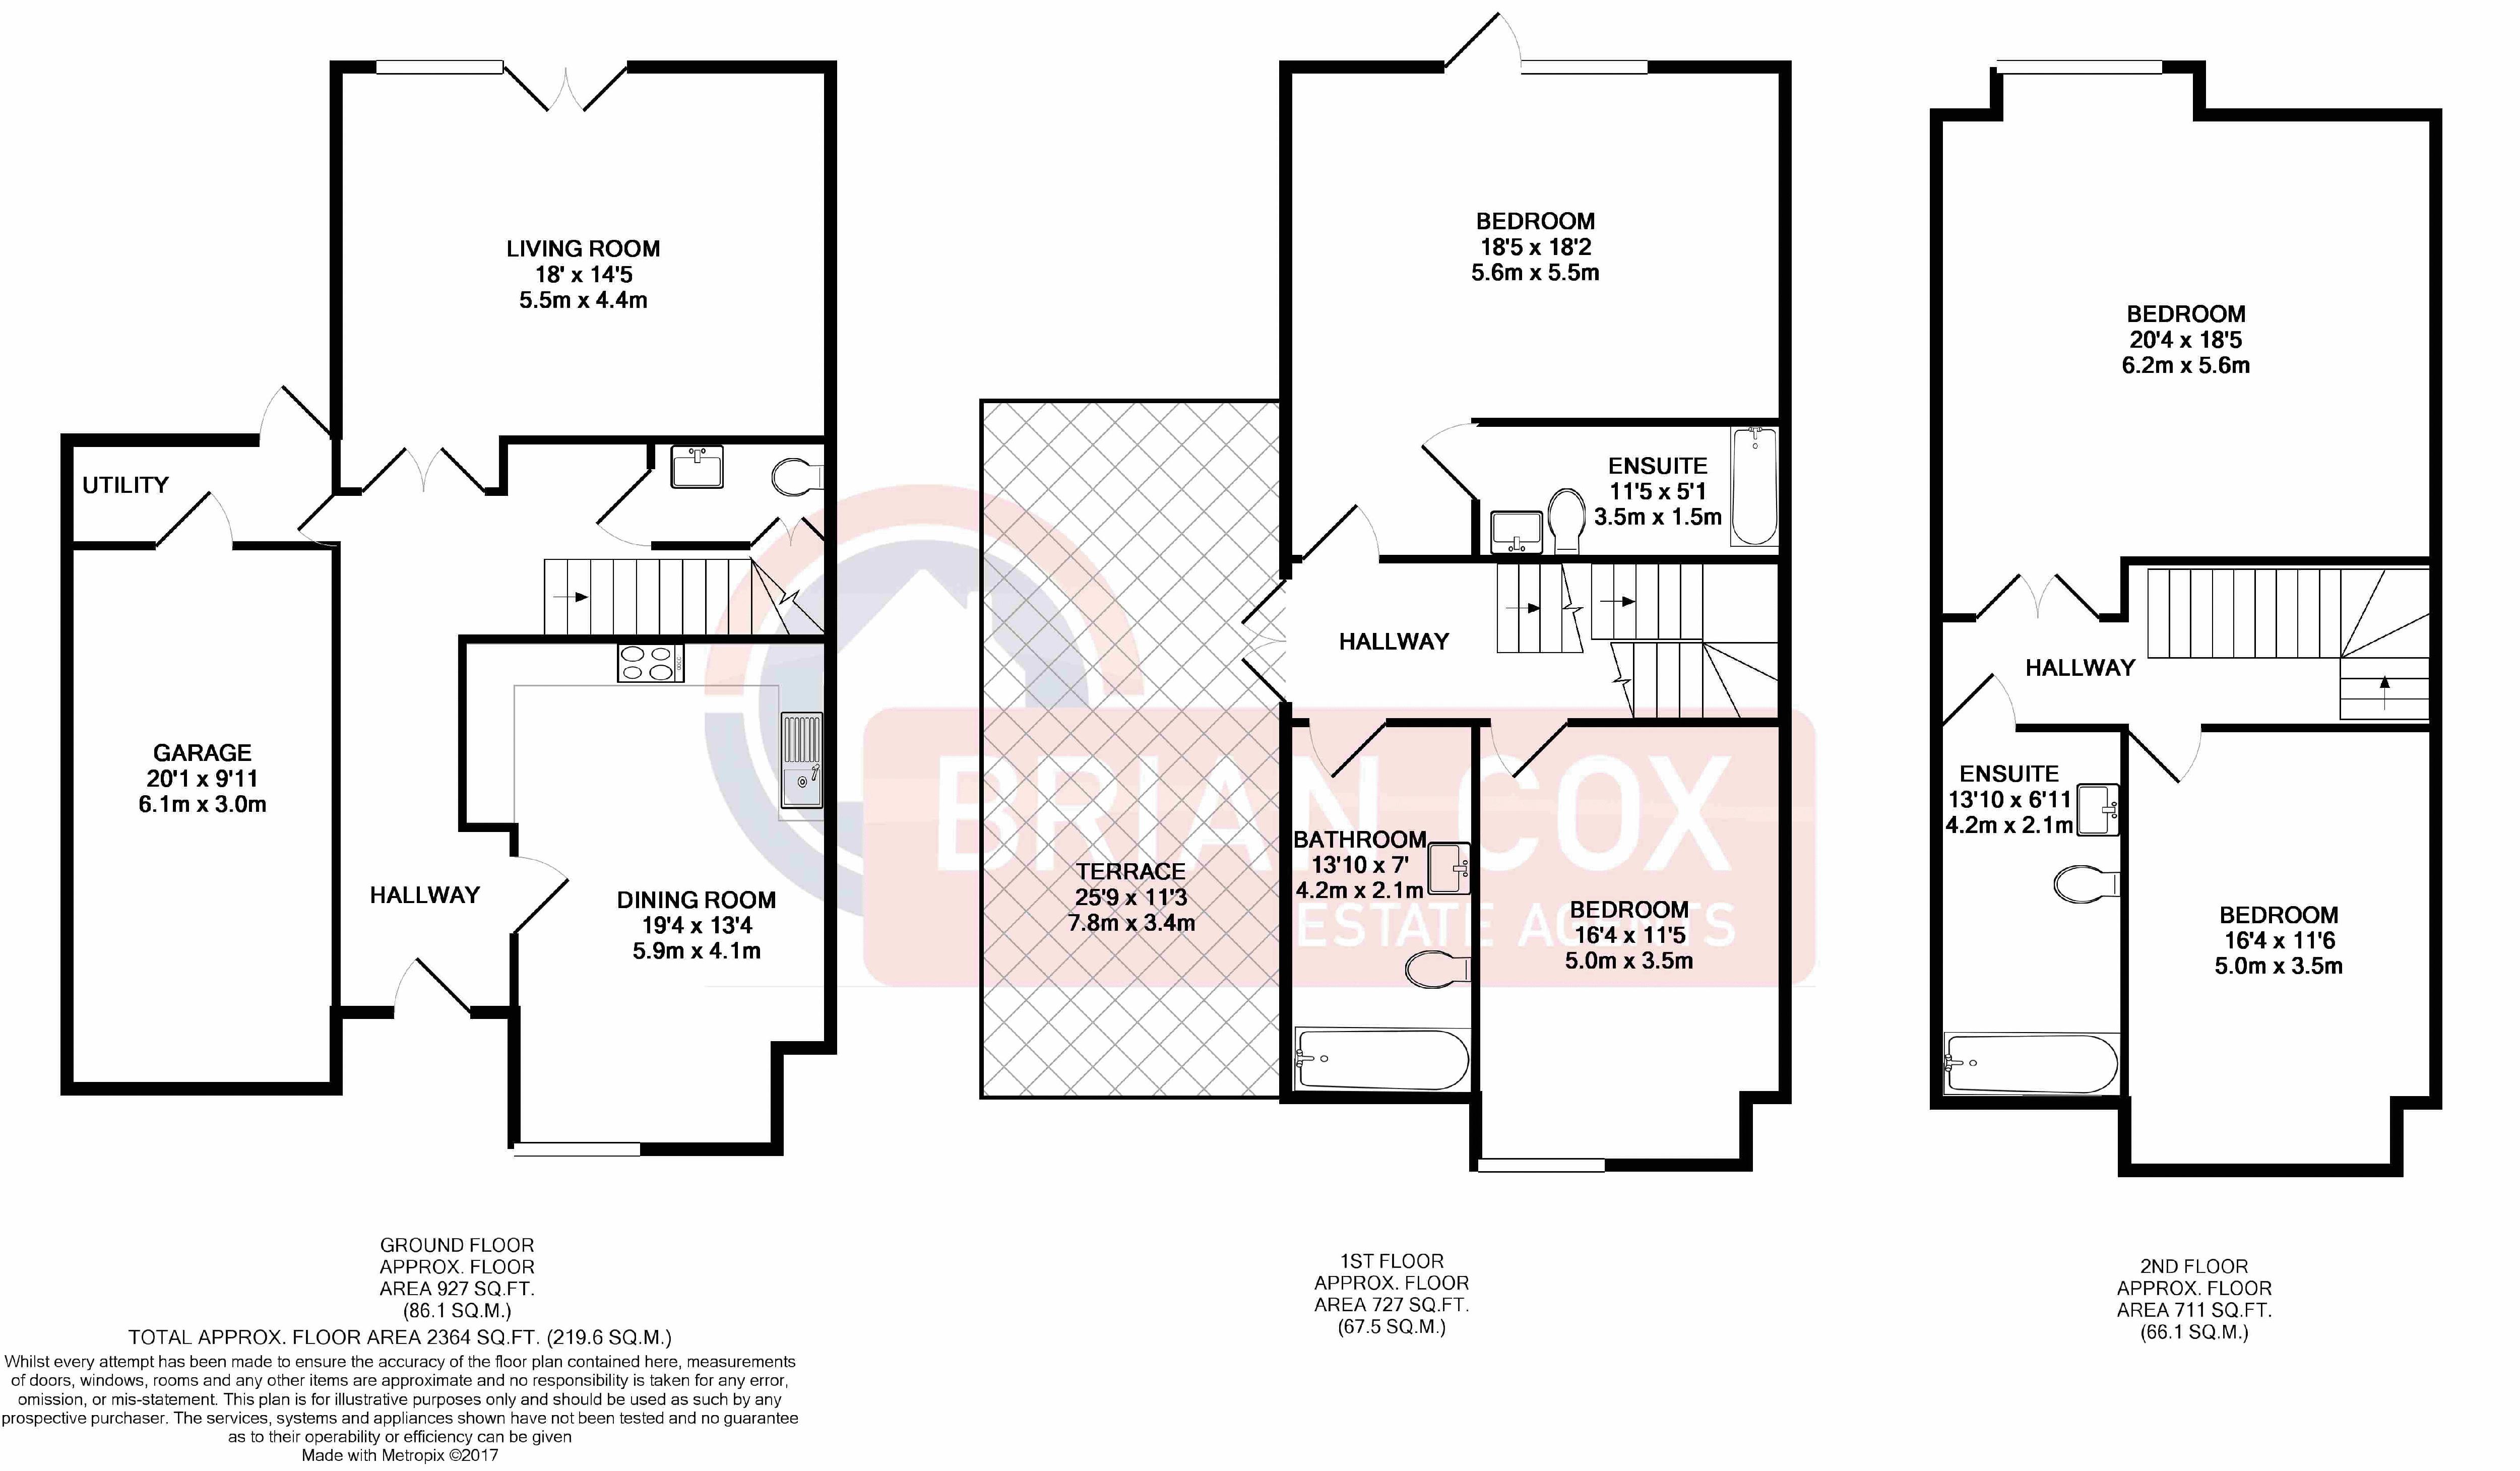 LIVING ROOM
18' x 14'5
5.5m x 4.4m
UTILITY
GARAGE
20'1 x 9'11
6.1m x 3.0m
HALLWAY
DINING ROOM
19'4 x 13'4
5.9m x 4.1m
GROUND FLOOR
APPROX. FLOOR
AREA 927 SQ.FT.
(86.1 SQ.M.)
TOTAL APPROX. FLOOR AREA 2364 SQ.FT. (219.6 SQ.M.)
Whilst every attempt has been made to ensure the accuracy of the floor plan contained here, measurements
of doors, windows, rooms and any other items are approximate and no responsibility is taken for any error,
omission, or mis-statement. This plan is for illustrative purposes only and should be used as such by any
prospective purchaser. The services, systems and appliances shown have not been tested and no guarantee
as to their operability or efficiency can be given
Made with Metropix ©2017
BEDROOM
18'5 x 18'2
5.6m x 5.5m
ENSUITE
11'5 x 5'1
3.5m x 1.5m
HALLWAY
TERRACE
25'9 x 11'3
7.8m x 3.4m
BATHROOM
13'10 x 7'
4.2m x 2.1m
BEDROOM
16'4 x 11'5
5.0m x 3.5m
BRIAN COX
ESTATE AGENTS
1ST FLOOR
APPROX. FLOOR
AREA 727 SQ.FT.
(67.5 SQ.M.)
BEDROOM
20'4 x 18'5
6.2m x 5.6m
HALLWAY
ENSUITE
13'10 x 6'11
4.2m x 2.1m
BEDROOM
16'4 x 11'6
5.0m x 3.5m
2ND FLOOR
APPROX. FLOOR
AREA 711 SQ.FT.
(66.1 SQ.M.)